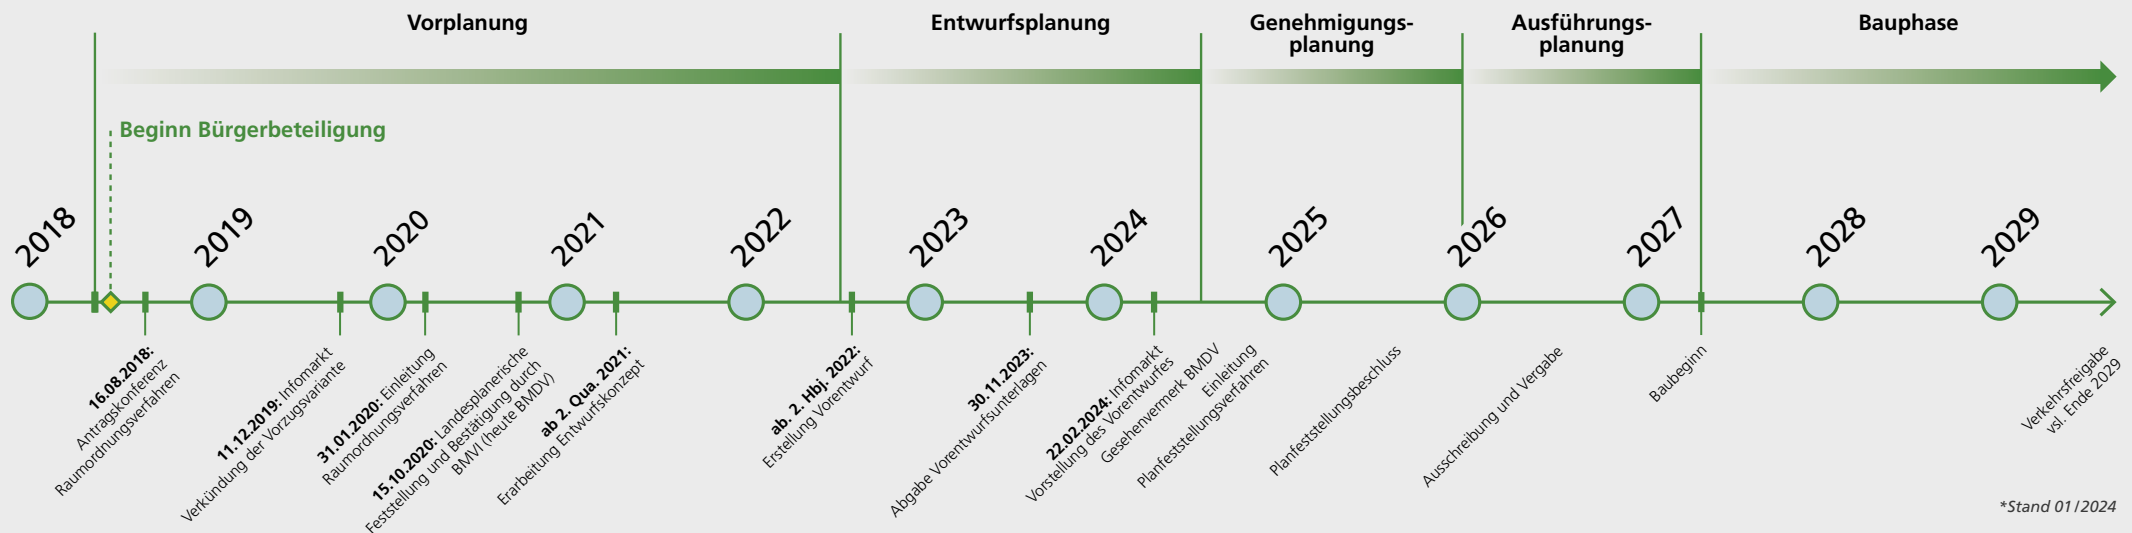 Vorplanung
Entwurfsplanung
Genehmigungs-
planung
Ausführungs-
planung
Bauphase
Beginn Bürgerbeteiligung
2018
2019
2020
2021
2022
2023
2024
2025
2026
2027
2028
2029
16.08.2018:
Antragskonferenz
Raumordnungsverfahren
11.12.2019: Infomarkt
Verkündung der Vorzugsvariante
31.01.2020: Einleitung
Raumordnungsverfahren
15.10.2020: Landesplanerische
Feststellung und Bestätigung durch
BMVI (heute BMDV)
ab 2. Qua. 2021:
Erarbeitung Entwurfskonzept
ab. 2. Hbj. 2022:
Erstellung Vorentwurf
30.11.2023:
Abgabe Vorentwurfsunterlagen
22.02.2024: Infomarkt
Vorstellung des Vorentwurfes
Gesehenvermerk BMDV
Einleitung
Planfeststellungsverfahren
Planfeststellungsbeschluss
Ausschreibung und Vergabe
Baubeginn
Verkehrsfreigabe
vsl. Ende 2029
*Stand 01/2024